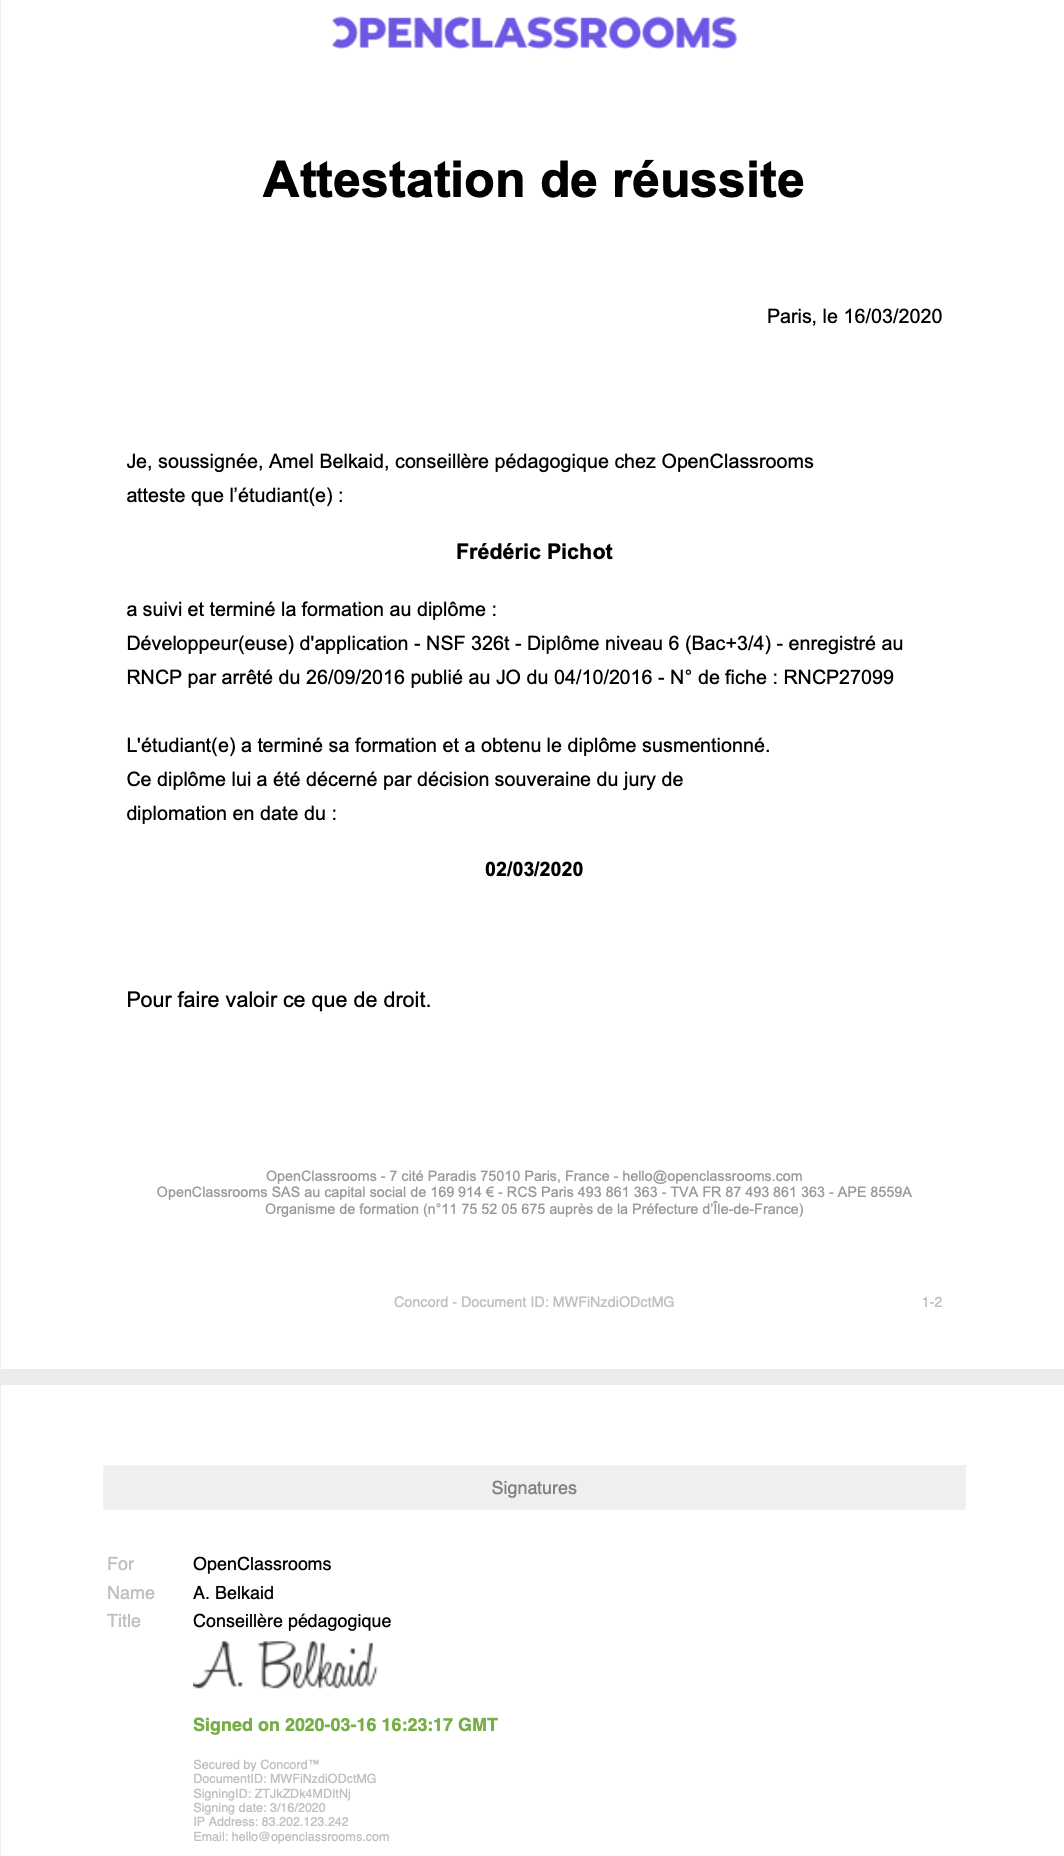 OPENCLASSROOMS
Attestation de réussite
Paris, le 16/03/2020
Je, soussignée, Amel Belkaid, conseillère pédagogique chez OpenClassrooms
atteste que l’étudiant(e) :
Frédéric Pichot
a suivi et terminé la formation au diplôme :
Développeur(euse) d'application - NSF 326t - Diplôme niveau 6 (Bac+3/4) - enregistré au
RNCP par arrêté du 26/09/2016 publié au JO du 04/10/2016 - N° de fiche : RNCP27099
L'étudiant(e) a terminé sa formation et a obtenu le diplôme susmentionné.
Ce diplôme lui a été décerné par décision souveraine du jury de
diplomation en date du :
02/03/2020
Pour faire valoir ce que de droit.
OpenClassrooms - 7 cité Paradis 75010 Paris, France - hello@openclassrooms.com
OpenClassrooms SAS au capital social de 169 914 € - RCS Paris 493 861 363 - TVA FR 87 493 861 363 - APE 8559A
Organisme de formation (n°11 75 52 05 675 auprès de la Préfecture d’Île-de-France)
Concord - Document ID: MWFiNzdiODctMG 1-2
Signatures
For OpenClassrooms
Name A. Belkaid
Title Conseillère pédagogique
A. Belkaid
Signed on 2020-03-16 16:23:17 GMT
Secured by Concord™
DocumentID: MWFiNzdiODctMG
SigningID: ZTJkZDk4MDItNj
Signing date: 3/16/2020
IP Address: 83.202.123.242
Email: hello@openclassrooms.com